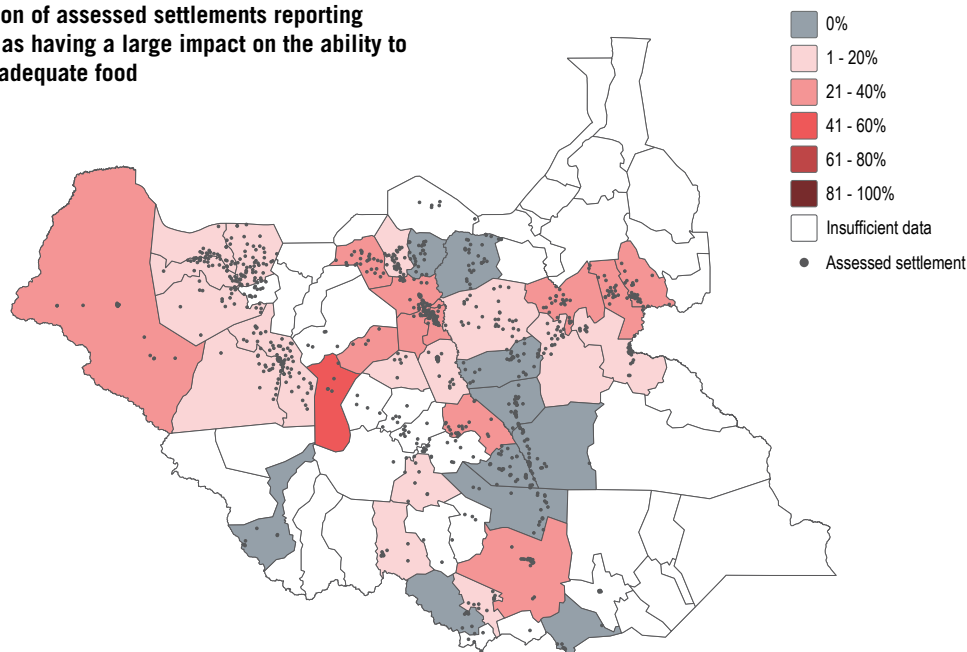 on of assessed settlements reporting
as having a large impact on the ability to
adequate food
0%
1 - 20%
21 - 40%
41 - 60%
61 - 80%
81 - 100%
Insufficient data
Assessed settlement